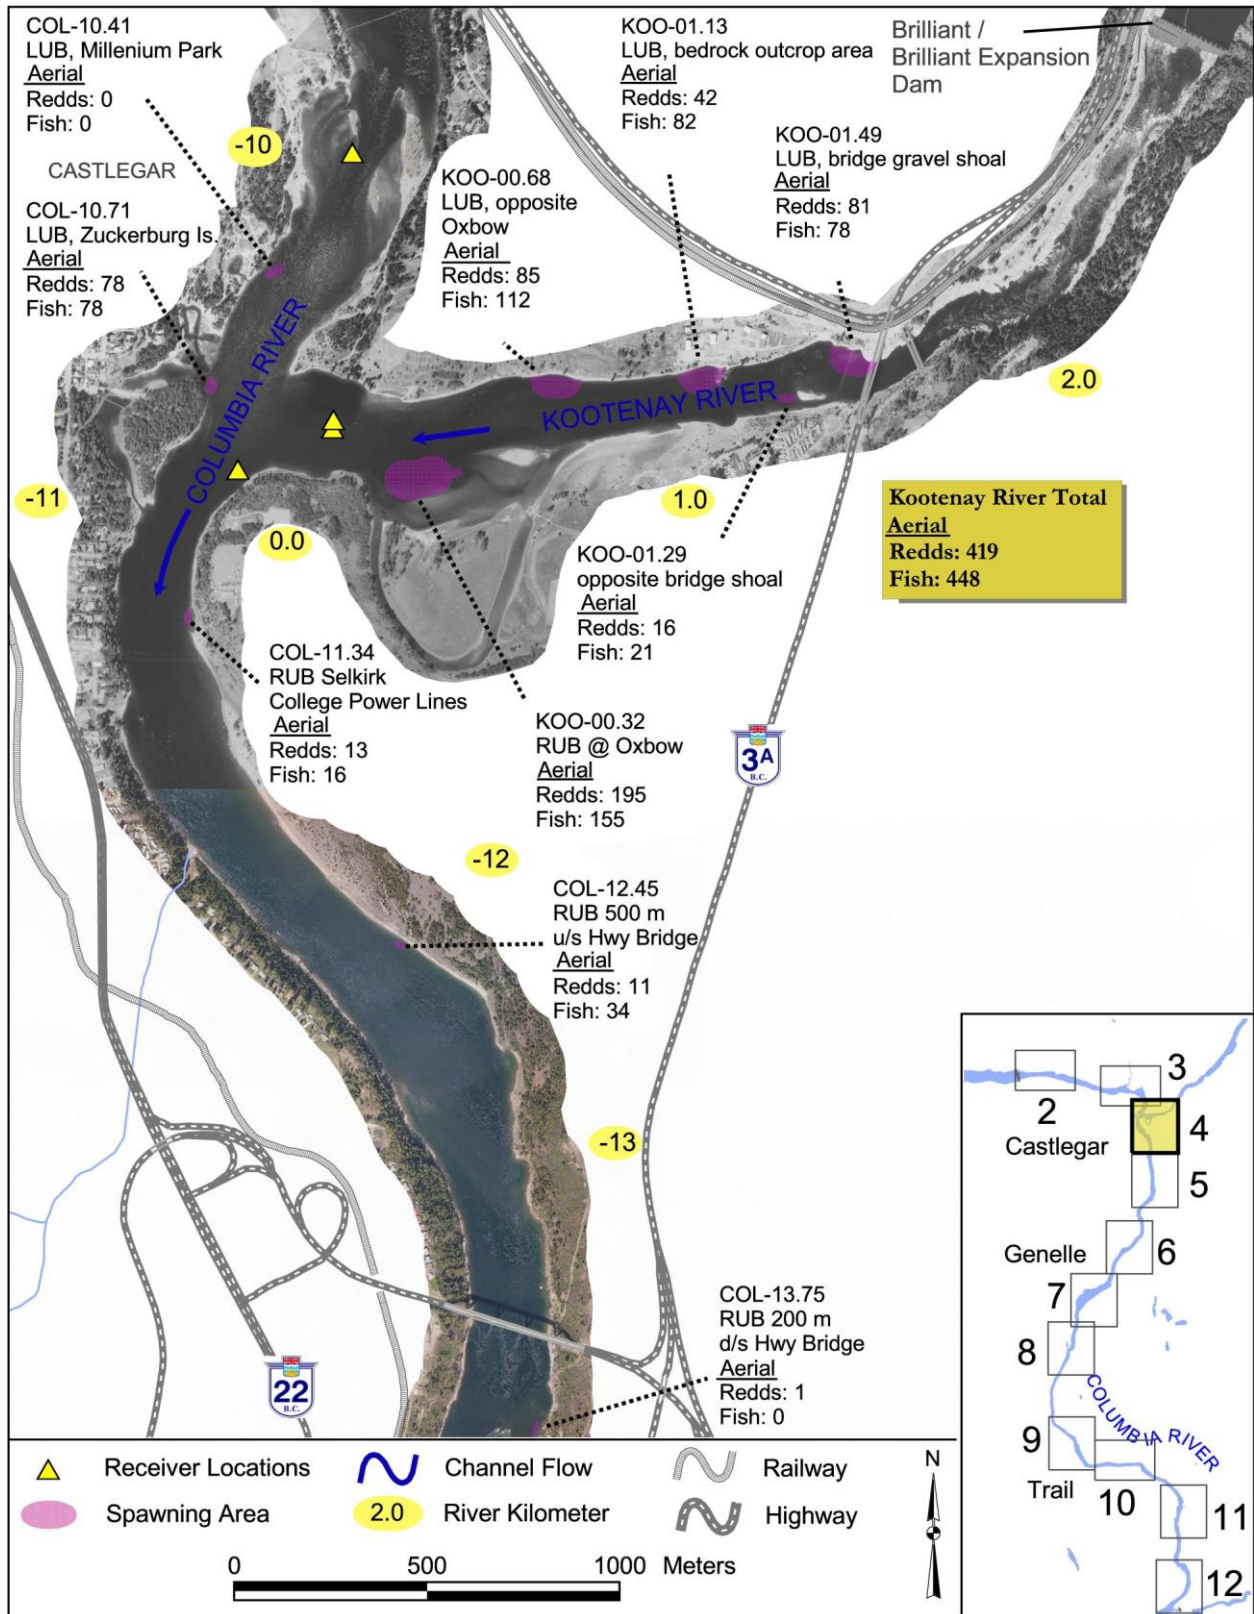 COL-10.41
LUB, Millenium Park
Aerial
Redds: 0
Fish: 0
KOO-01.13
LUB, bedrock outcrop area
Aerial
Redds: 42
Fish: 82
Brilliant /
Brilliant Expansion
Dam
-10
CASTLEGAR
KOO-01.49
LUB, bridge gravel shoal
Aerial
Redds: 81
Fish: 78
KOO-00.68
LUB, opposite
Oxbow
Aerial
Redds: 85
Fish: 112
COL-10.71
LUB, Zuckerburg Is.
Aerial
Redds: 78
Fish: 78
COLUMBIA RIVER
KOOTENAY RIVER
2.0
-11
0.0
1.0
Kootenay River Total
Aerial
Redds: 419
Fish: 448
KOO-01.29
opposite bridge shoal
Aerial
Redds: 16
Fish: 21
COL-11.34
RUB Selkirk
College Power Lines
Aerial
Redds: 13
Fish: 16
KOO-00.32
RUB @ Oxbow
Aerial
Redds: 195
Fish: 155
3A
B.C.
-12
COL-12.45
RUB 500 m
u/s Hwy Bridge
Aerial
Redds: 11
Fish: 34
-13
COL-13.75
RUB 200 m
d/s Hwy Bridge
Aerial
Redds: 1
Fish: 0
22
B.C.
3
2
4
Castlegar
5
Genelle
6
7
8
COLUMBIA RIVER
9
Trail
10
11
12
Receiver Locations
Channel Flow
Railway
Spawning Area
2.0
River Kilometer
Highway
N
0
500
1000
Meters